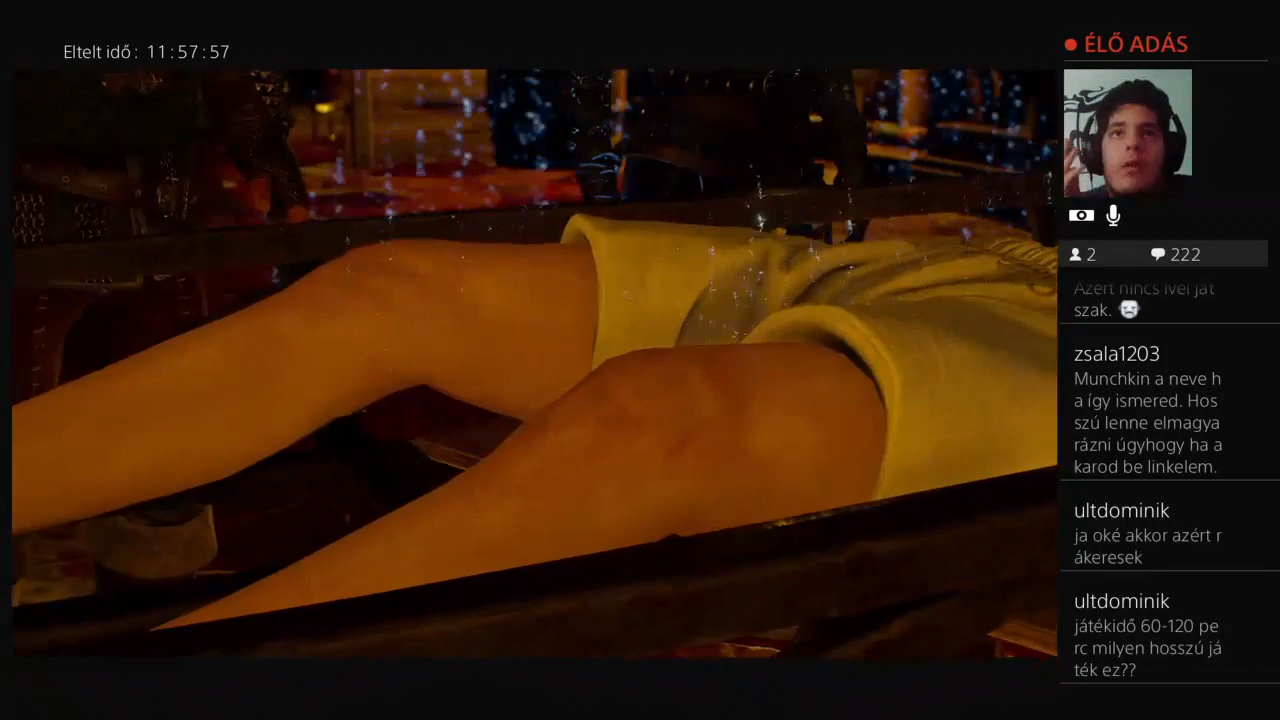 Eltelt idő: 11:57:57
ÉLŐ ADÁS
2 222
Azért nincs ivel ját
szak.
zsala1203
Munchkin a neve h
a így ismered. Hos
szú lenne elmagya
rázni úgyhogy ha a
karod be linkelem.
ultdominik
ja oké akkor azért r
ákeresek
ultdominik
játékidő 60-120 pe
rc milyen hosszú já
ték ez??